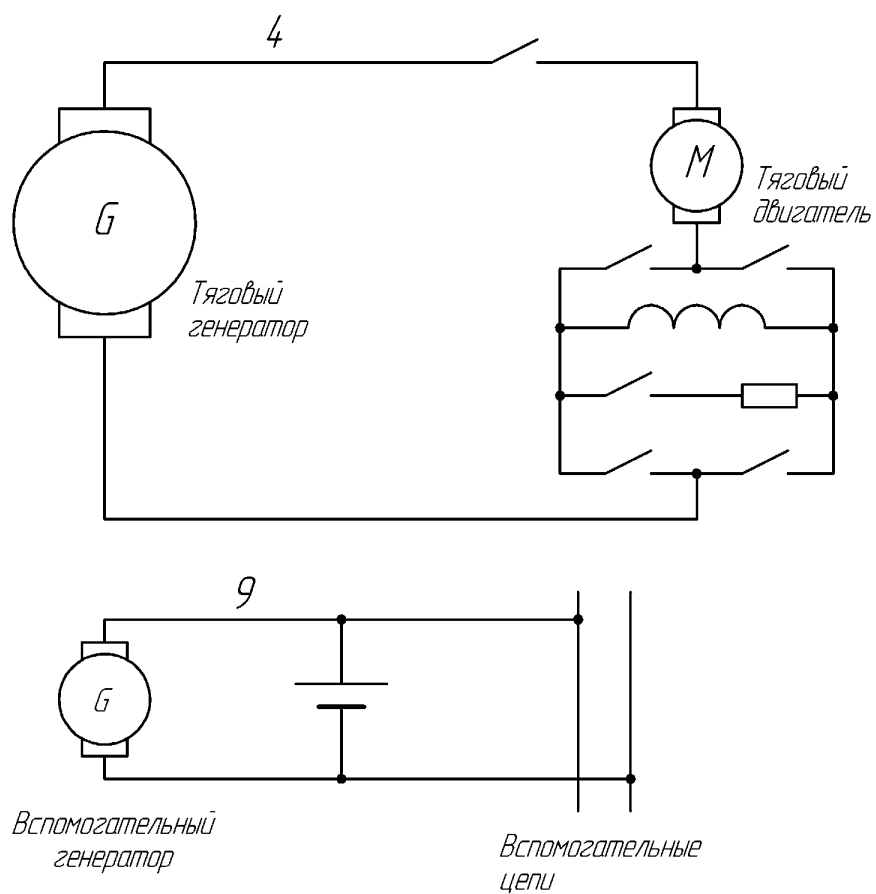 4
G
M
Тяговый
двигатель
Тяговый
генератор
9
G
Вспомогательный
генератор
Вспомогательные
цепи